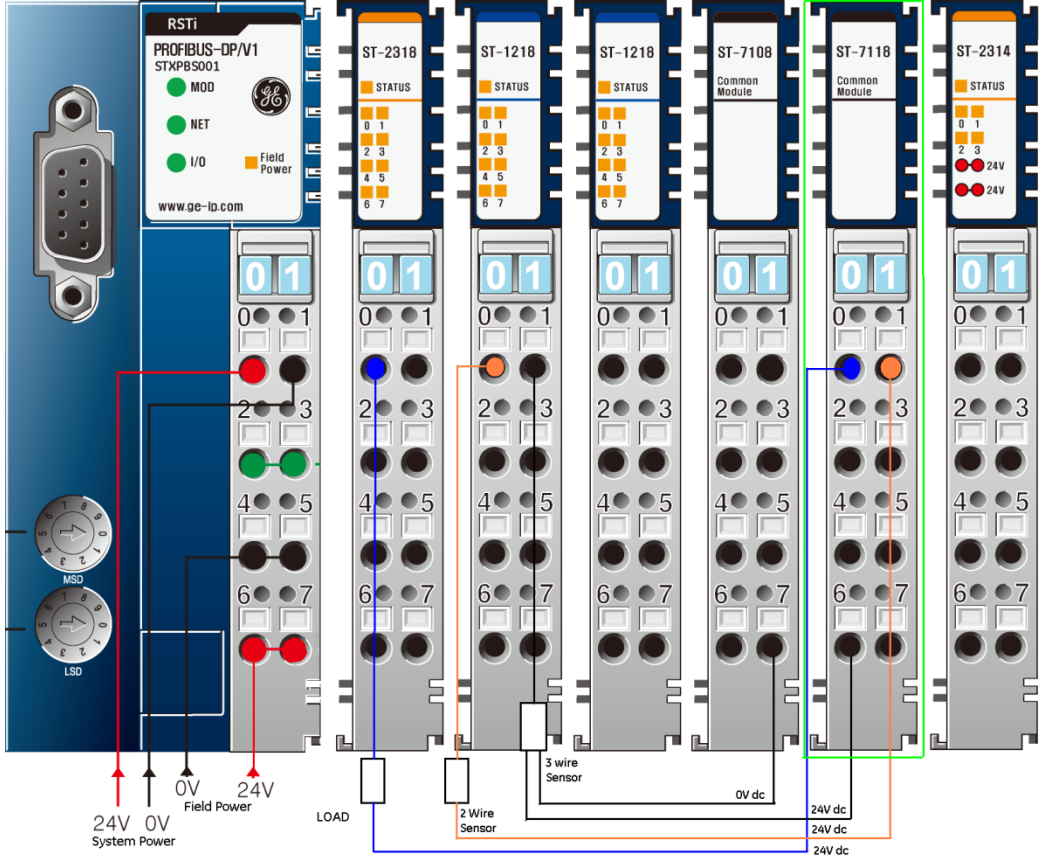 RSTi
PROFIBUS-DP/V1
STXPBS001
MOD
NET
I/O
Field
Power
www.ge-ip.com
MSD
LSD
0 1
0 1
2 3
4 5
6 7
24V 0V
System Power
0V
Field Power
24V
ST-2318
STATUS
0 1
2 3
4 5
6 7
0 1
0 1
2 3
4 5
6 7
LOAD
ST-1218
STATUS
0 1
2 3
4 5
6 7
0 1
0 1
2 3
4 5
6 7
2 Wire
Sensor
3 wire
Sensor
ST-1218
STATUS
0 1
2 3
4 5
6 7
0 1
0 1
2 3
4 5
6 7
ST-7108
Common
Module
0 1
0 1
2 3
4 5
6 7
0V dc
ST-7118
Common
Module
0 1
0 1
2 3
4 5
6 7
24V dc
24V dc
24V dc
ST-2314
STATUS
0 1
2 3
24V
24V
0 1
0 1
2 3
4 5
6 7